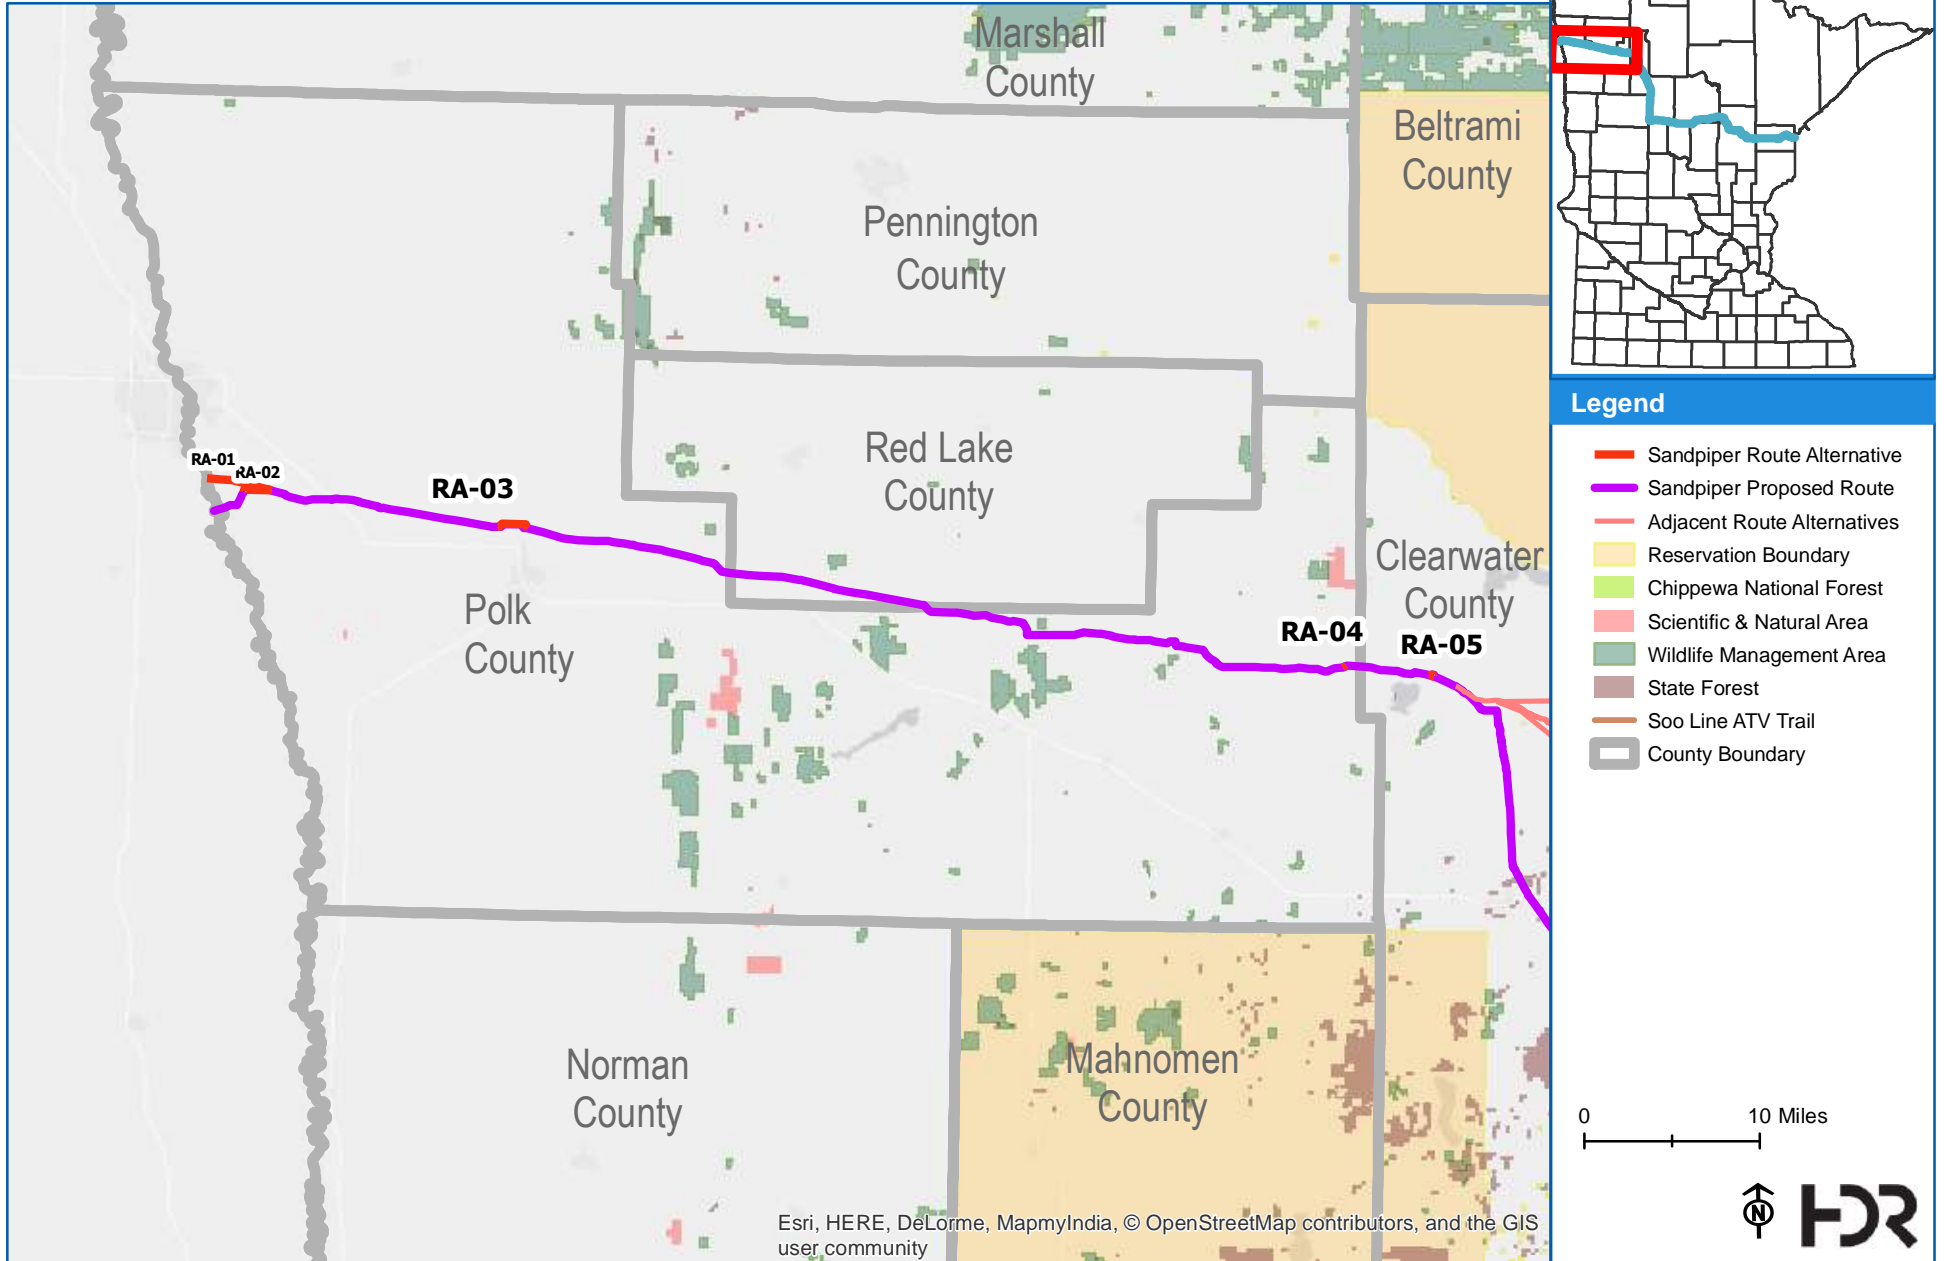 Marshall
County
Beltrami
County
Pennington
County
Red Lake
County
RA-01
RA-02
RA-03
Clearwater
County
Polk
County
RA-04
RA-05
Norman
County
Mahnomen
County
Esri, HERE, DeLorme, MapmyIndia, © OpenStreetMap contributors, and the GIS
user community
Legend
Sandpiper Route Alternative
Sandpiper Proposed Route
Adjacent Route Alternatives
Reservation Boundary
Chippewa National Forest
Scientific & Natural Area
Wildlife Management Area
State Forest
Soo Line ATV Trail
County Boundary
0 10 Miles
N
HDR